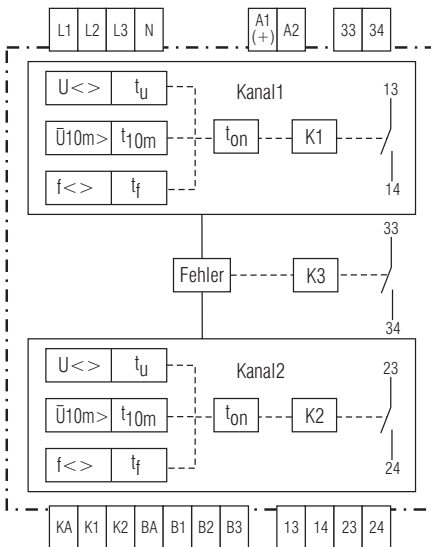 L1 L2 L3 N A1 (+) A2 33 34
U<> tu Kanal1 13
Ū10m> t10m ton K1
f<> tf 14
33
Fehler K3
34
U<> tu Kanal2 23
Ū10m> t10m ton K2
f<> tf 24
KA K1 K2 BA B1 B2 B3 13 14 23 24